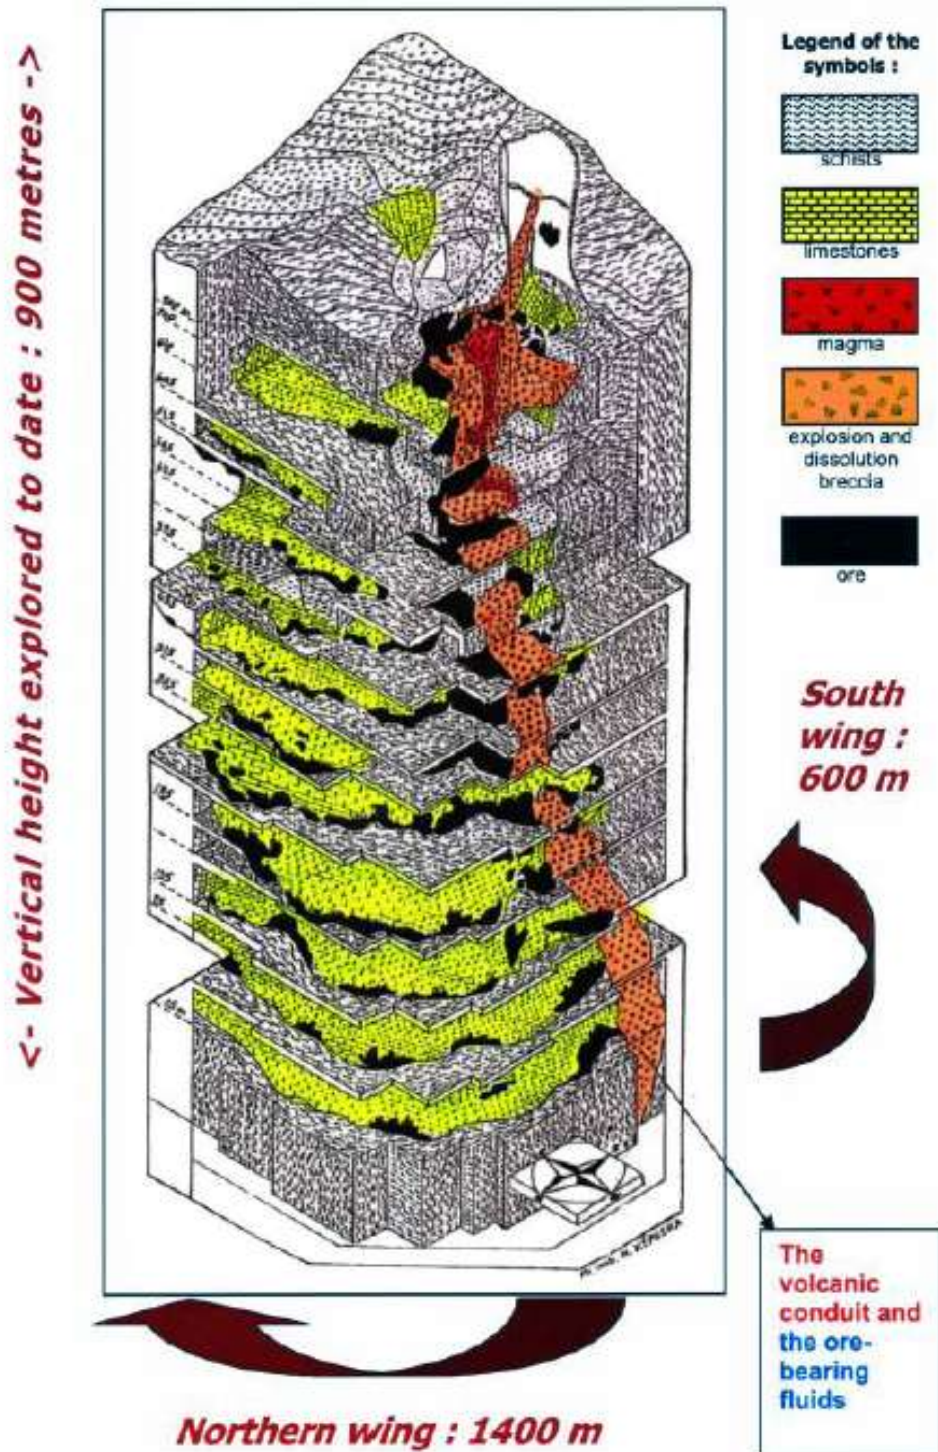 <- Vertical height explored to date : 900 metres ->
Legend of the
symbols :
schists
limestones
magma
explosion and
dissolution
breccia
ore
South
wing :
600 m
The
volcanic
conduit and
the ore-
bearing
fluids
Northern wing : 1400 m